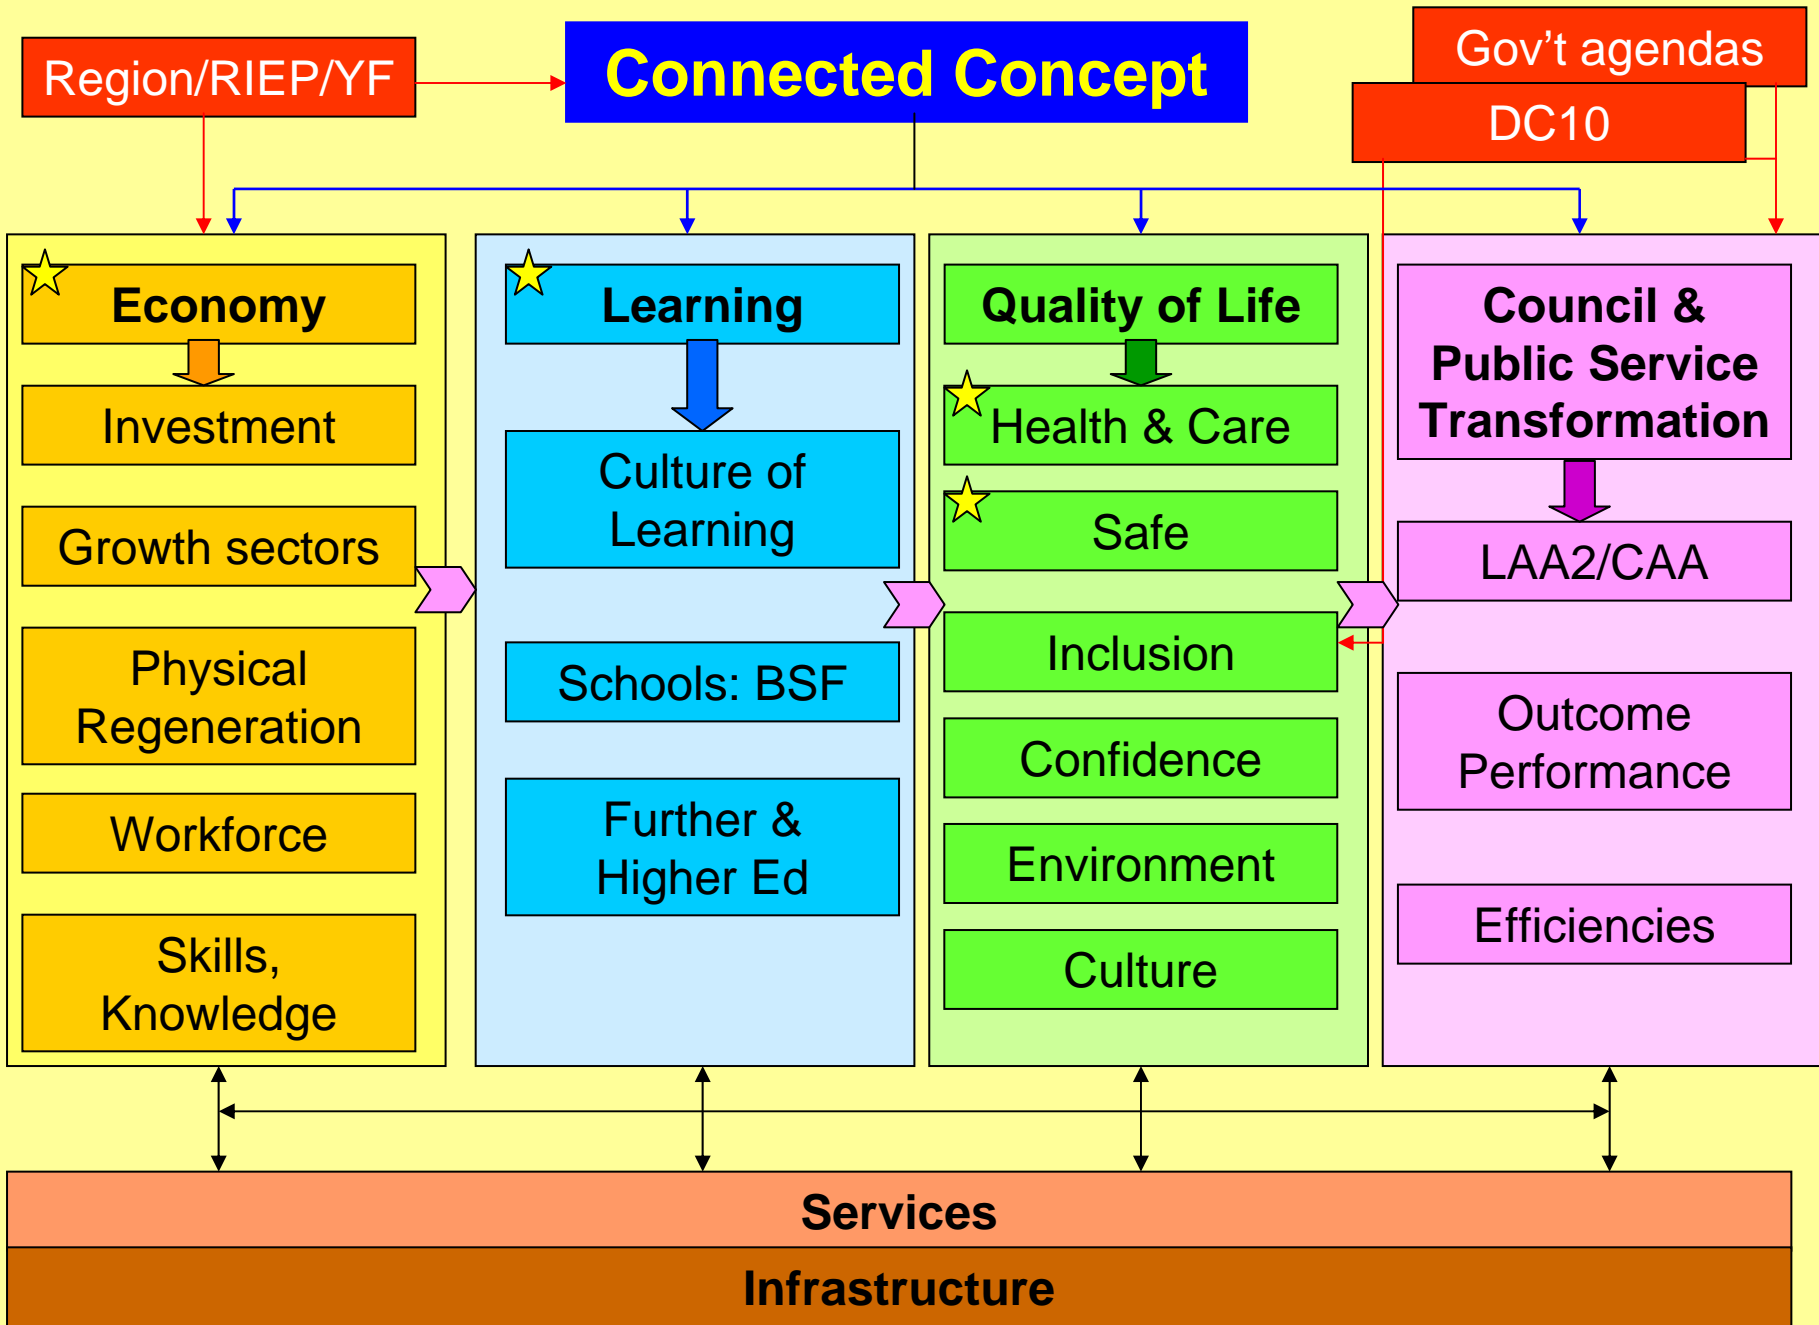 Region/RIEP/YF
Connected Concept
Gov't agendas
DC10
Economy
Investment
Growth sectors
Physical
Regeneration
Workforce
Skills,
Knowledge
Learning
Culture of
Learning
Schools: BSF
Further &
Higher Ed
Quality of Life
Health & Care
Safe
Inclusion
Confidence
Environment
Culture
Council &
Public Service
Transformation
LAA2/CAA
Outcome
Performance
Efficiencies
Services
Infrastructure